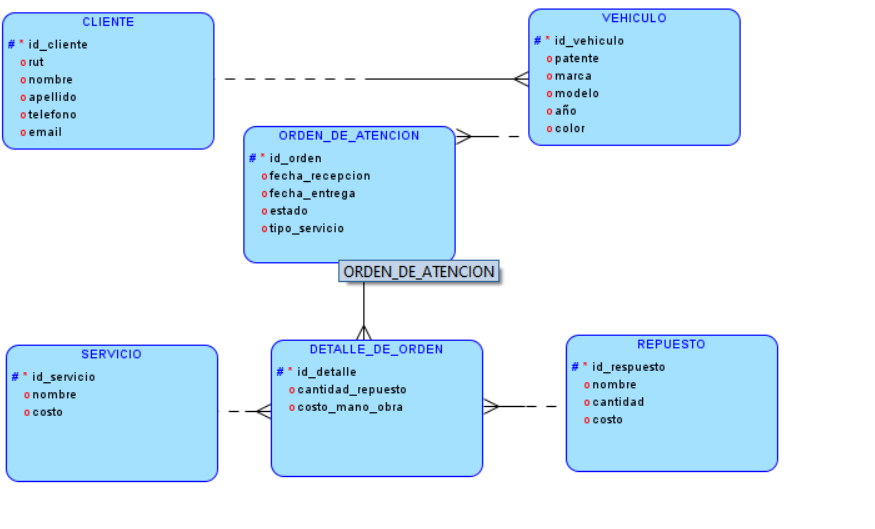 CLIENTE
# * id_cliente
o rut
o nombre
o apellido
o telefono
o email
VEHICULO
# * id_vehiculo
o patente
o marca
o modelo
o año
o color
ORDEN_DE_ATENCION
# * id_orden
o fecha_recepcion
o fecha_entrega
o estado
o tipo_servicio
ORDEN_DE_ATENCION
SERVICIO
# * id_servicio
o nombre
o costo
DETALLE_DE_ORDEN
# * id_detalle
o cantidad_repuesto
o costo_mano_obra
REPUESTO
# * id_respuesto
o nombre
o cantidad
o costo